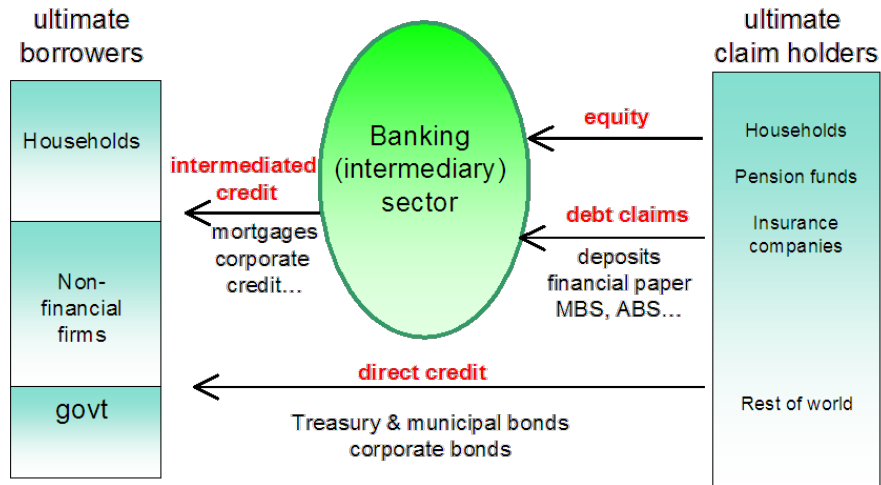 ultimate
borrowers
Households
Non-
financial
firms
govt
intermediated
credit
mortgages
corporate
credit…
Banking
(intermediary)
sector
equity
debt claims
deposits
financial paper
MBS, ABS…
direct credit
Treasury & municipal bonds
corporate bonds
ultimate
claim holders
Households
Pension funds
Insurance
companies
Rest of world